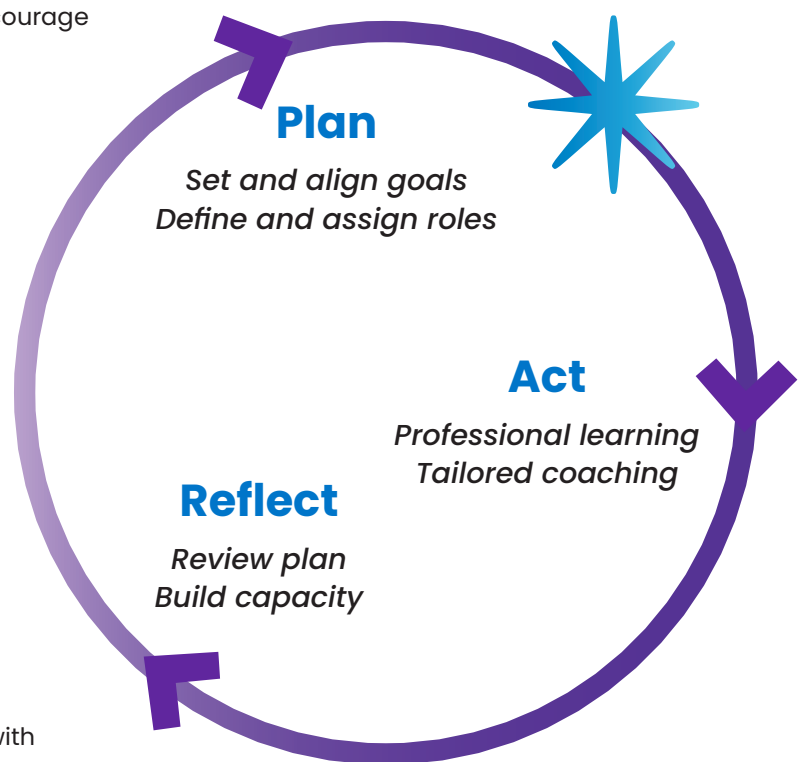 ourage
Plan
Set and align goals
Define and assign roles
Act
Professional learning
Tailored coaching
Reflect
Review plan
Build capacity
vith